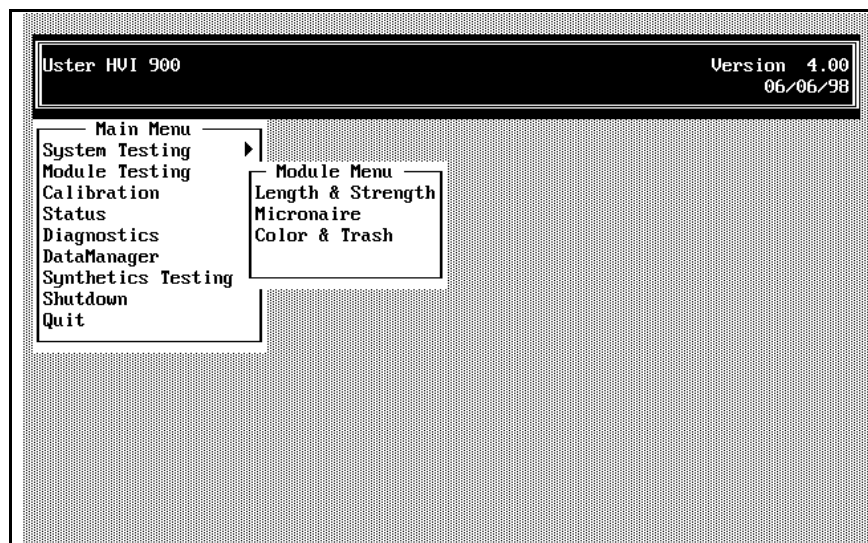 Uster HVI 900
Version 4.00
06/06/98
Main Menu
System Testing
Module Testing
Calibration
Status
Diagnostics
DataManager
Synthetics Testing
Shutdown
Quit
Module Menu
Length & Strength
Micronaire
Color & Trash